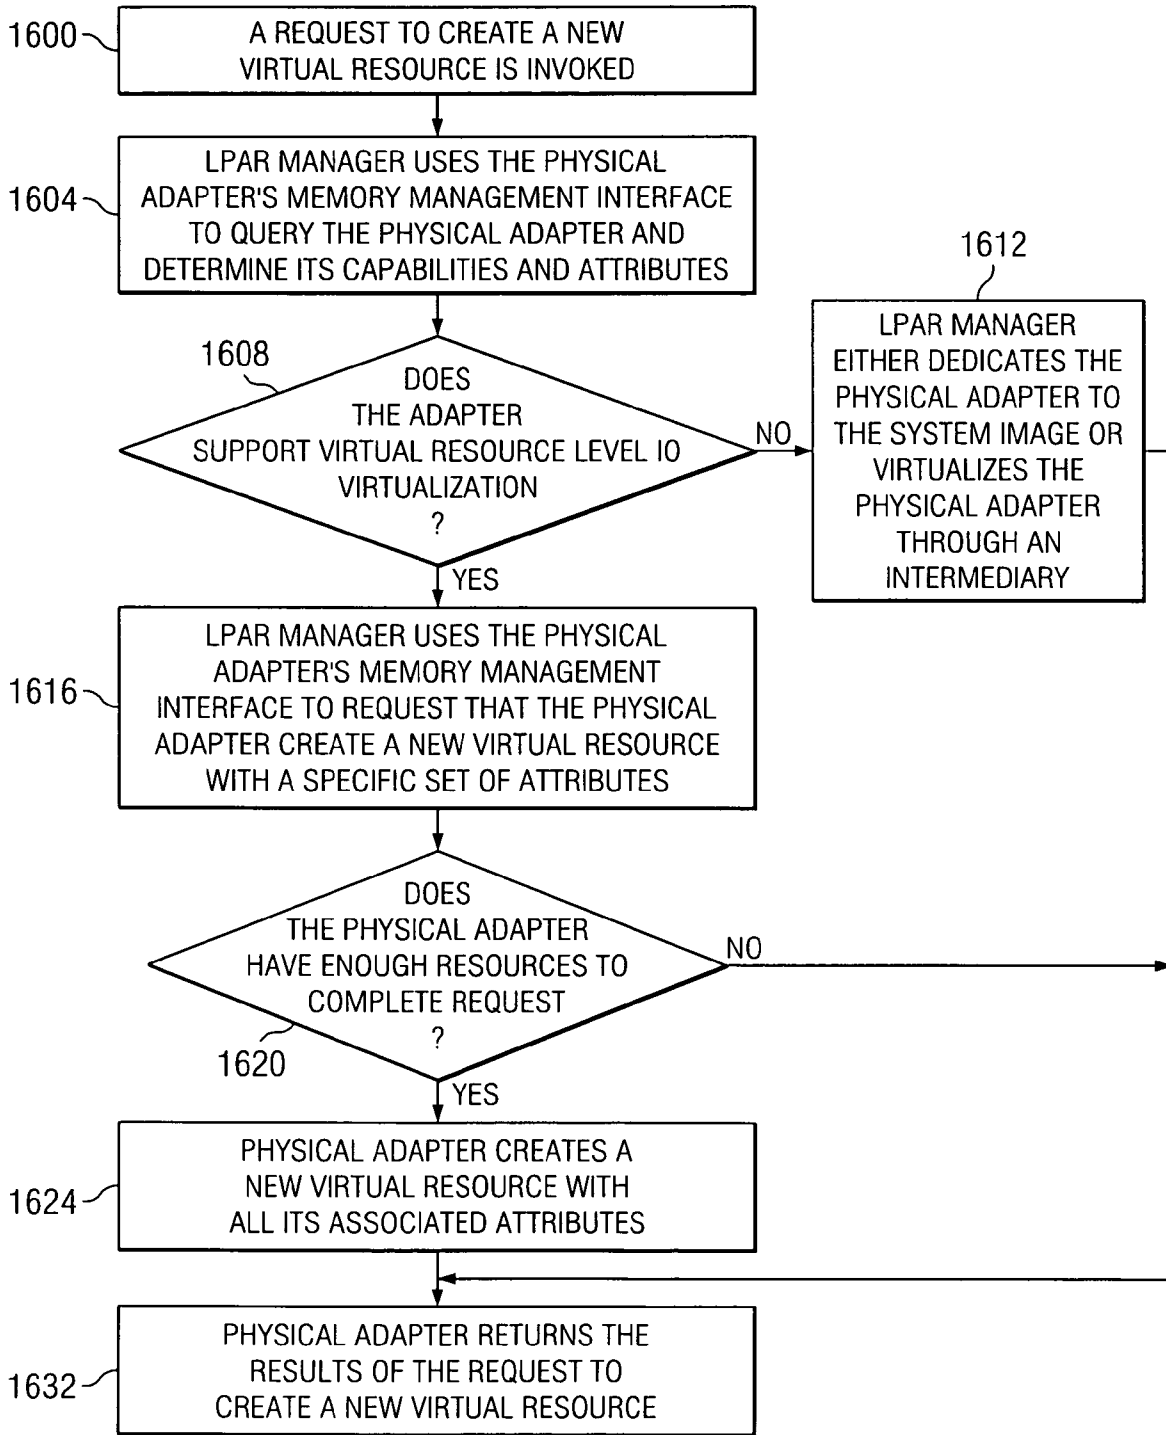 1600
A REQUEST TO CREATE A NEW
VIRTUAL RESOURCE IS INVOKED
1604
LPAR MANAGER USES THE PHYSICAL
ADAPTER'S MEMORY MANAGEMENT INTERFACE
TO QUERY THE PHYSICAL ADAPTER AND
DETERMINE ITS CAPABILITIES AND ATTRIBUTES
1608
DOES
THE ADAPTER
SUPPORT VIRTUAL RESOURCE LEVEL IO
VIRTUALIZATION
?
NO
1612
LPAR MANAGER
EITHER DEDICATES THE
PHYSICAL ADAPTER TO
THE SYSTEM IMAGE OR
VIRTUALIZES THE
PHYSICAL ADAPTER
THROUGH AN
INTERMEDIARY
YES
1616
LPAR MANAGER USES THE PHYSICAL
ADAPTER'S MEMORY MANAGEMENT
INTERFACE TO REQUEST THAT THE PHYSICAL
ADAPTER CREATE A NEW VIRTUAL RESOURCE
WITH A SPECIFIC SET OF ATTRIBUTES
DOES
THE PHYSICAL ADAPTER
HAVE ENOUGH RESOURCES TO
COMPLETE REQUEST
?
NO
1620
YES
1624
PHYSICAL ADAPTER CREATES A
NEW VIRTUAL RESOURCE WITH
ALL ITS ASSOCIATED ATTRIBUTES
1632
PHYSICAL ADAPTER RETURNS THE
RESULTS OF THE REQUEST TO
CREATE A NEW VIRTUAL RESOURCE